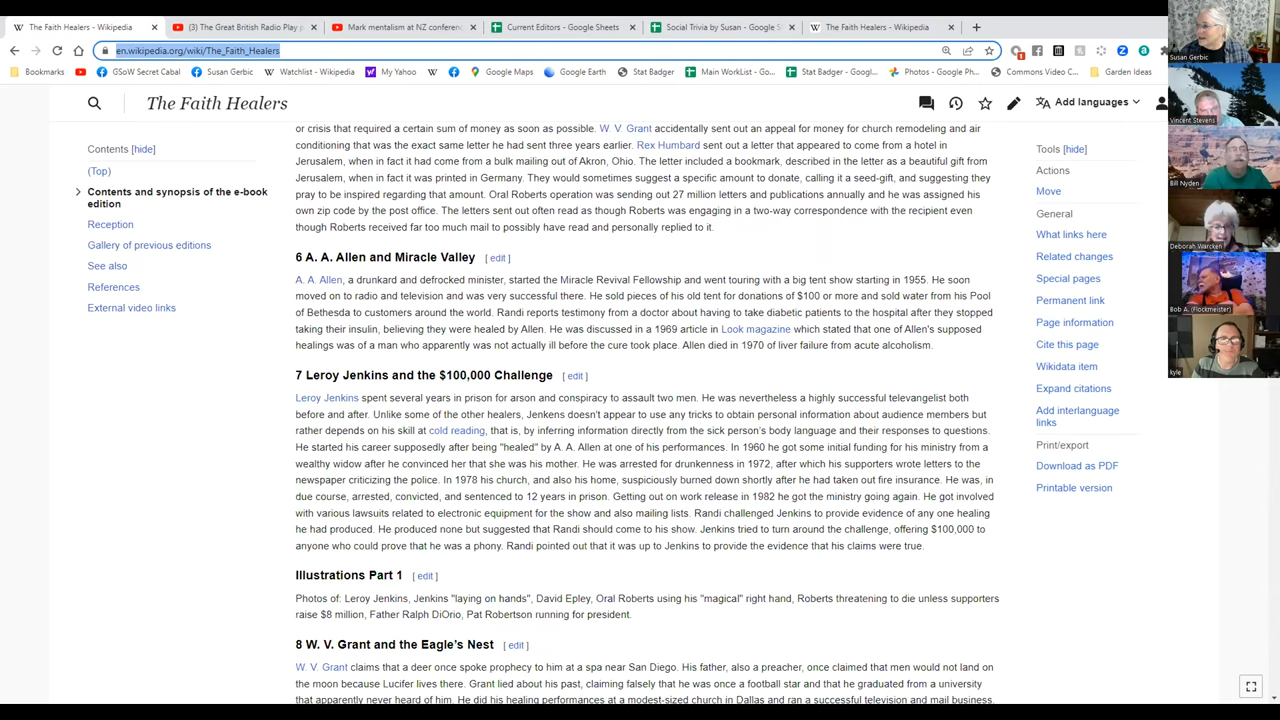 The Faith Healers - Wikipedia
(3) The Great British Radio Play p
Mark mentalism at NZ conferenc
Current Editors - Google Sheets
Social Trivia by Susan - Google S
The Faith Healers - Wikipedia
en.wikipedia.org/wiki/The_Faith_Healers
Bookmarks
GSoW Secret Cabal
Susan Gerbic
Watchlist - Wikipedia
My Yahoo
Google Maps
Google Earth
Stat Badger
Main WorkList - Go...
Stat Badger - Googl...
Photos - Google Ph...
Commons Video C...
Garden Ideas
The Faith Healers
Add languages
Contents [hide]
(Top)
Contents and synopsis of the e-book
edition
Reception
Gallery of previous editions
See also
References
External video links
or crisis that required a certain sum of money as soon as possible. W. V. Grant accidentally sent out an appeal for money for church remodeling and air
conditioning that was the exact same letter he had sent three years earlier. Rex Humbard sent out a letter that appeared to come from a hotel in
Jerusalem, when in fact it had come from a bulk mailing out of Akron, Ohio. The letter included a bookmark, described in the letter as a beautiful gift from
Jerusalem, when in fact it was printed in Germany. They would sometimes suggest a specific amount to donate, calling it a seed-gift, and suggesting they
pray to be inspired regarding that amount. Oral Roberts operation was sending out 27 million letters and publications annually and he was assigned his
own zip code by the post office. The letters sent out often read as though Roberts was engaging in a two-way correspondence with the recipient even
though Roberts received far too much mail to possibly have read and personally replied to it.
6 A. A. Allen and Miracle Valley [ edit ]
A. A. Allen, a drunkard and defrocked minister, started the Miracle Revival Fellowship and went touring with a big tent show starting in 1955. He soon
moved on to radio and television and was very successful there. He sold pieces of his old tent for donations of $100 or more and sold water from his Pool
of Bethesda to customers around the world. Randi reports testimony from a doctor about having to take diabetic patients to the hospital after they stopped
taking their insulin, believing they were healed by Allen. He was discussed in a 1969 article in Look magazine which stated that one of Allen's supposed
healings was of a man who apparently was not actually ill before the cure took place. Allen died in 1970 of liver failure from acute alcoholism.
7 Leroy Jenkins and the $100,000 Challenge [ edit ]
Leroy Jenkins spent several years in prison for arson and conspiracy to assault two men. He was nevertheless a highly successful televangelist both
before and after. Unlike some of the other healers, Jenkens doesn't appear to use any tricks to obtain personal information about audience members but
rather depends on his skill at cold reading, that is, by inferring information directly from the sick person's body language and their responses to questions.
He started his career supposedly after being "healed" by A. A. Allen at one of his performances. In 1960 he got some initial funding for his ministry from a
wealthy widow after he convinced her that she was his mother. He was arrested for drunkenness in 1972, after which his supporters wrote letters to the
newspaper criticizing the police. In 1978 his church, and also his home, suspiciously burned down shortly after he had taken out fire insurance. He was, in
due course, arrested, convicted, and sentenced to 12 years in prison. Getting out on work release in 1982 he got the ministry going again. He got involved
with various lawsuits related to electronic equipment for the show and also mailing lists. Randi challenged Jenkins to provide evidence of any one healing
he had produced. He produced none but suggested that Randi should come to his show. Jenkins tried to turn around the challenge, offering $100,000 to
anyone who could prove that he was a phony. Randi pointed out that it was up to Jenkins to provide the evidence that his claims were true.
Illustrations Part 1 [ edit ]
Photos of: Leroy Jenkins, Jenkins "laying on hands", David Epley, Oral Roberts using his "magical" right hand, Roberts threatening to die unless supporters
raise $8 million, Father Ralph DiOrio, Pat Robertson running for president.
8 W. V. Grant and the Eagle's Nest [ edit ]
W. V. Grant claims that a deer once spoke prophecy to him at a spa near San Diego. His father, also a preacher, once claimed that men would not land on
the moon because Lucifer lives there. Grant lied about his past, claiming falsely that he was once a football star and that he graduated from a university
that apparently never heard of him. He did his healing performances at a modest-sized church in Dallas and ran a successful television and mail business.
Tools [hide]
Actions
Move
General
What links here
Related changes
Special pages
Permanent link
Page information
Cite this page
Wikidata item
Expand citations
Add interlanguage
links
Print/export
Download as PDF
Printable version
Susan Gerbic
Vincent Stevens
Bill Nyden
Deborah Warcken
Bob A. (Flockmeister)
kyle